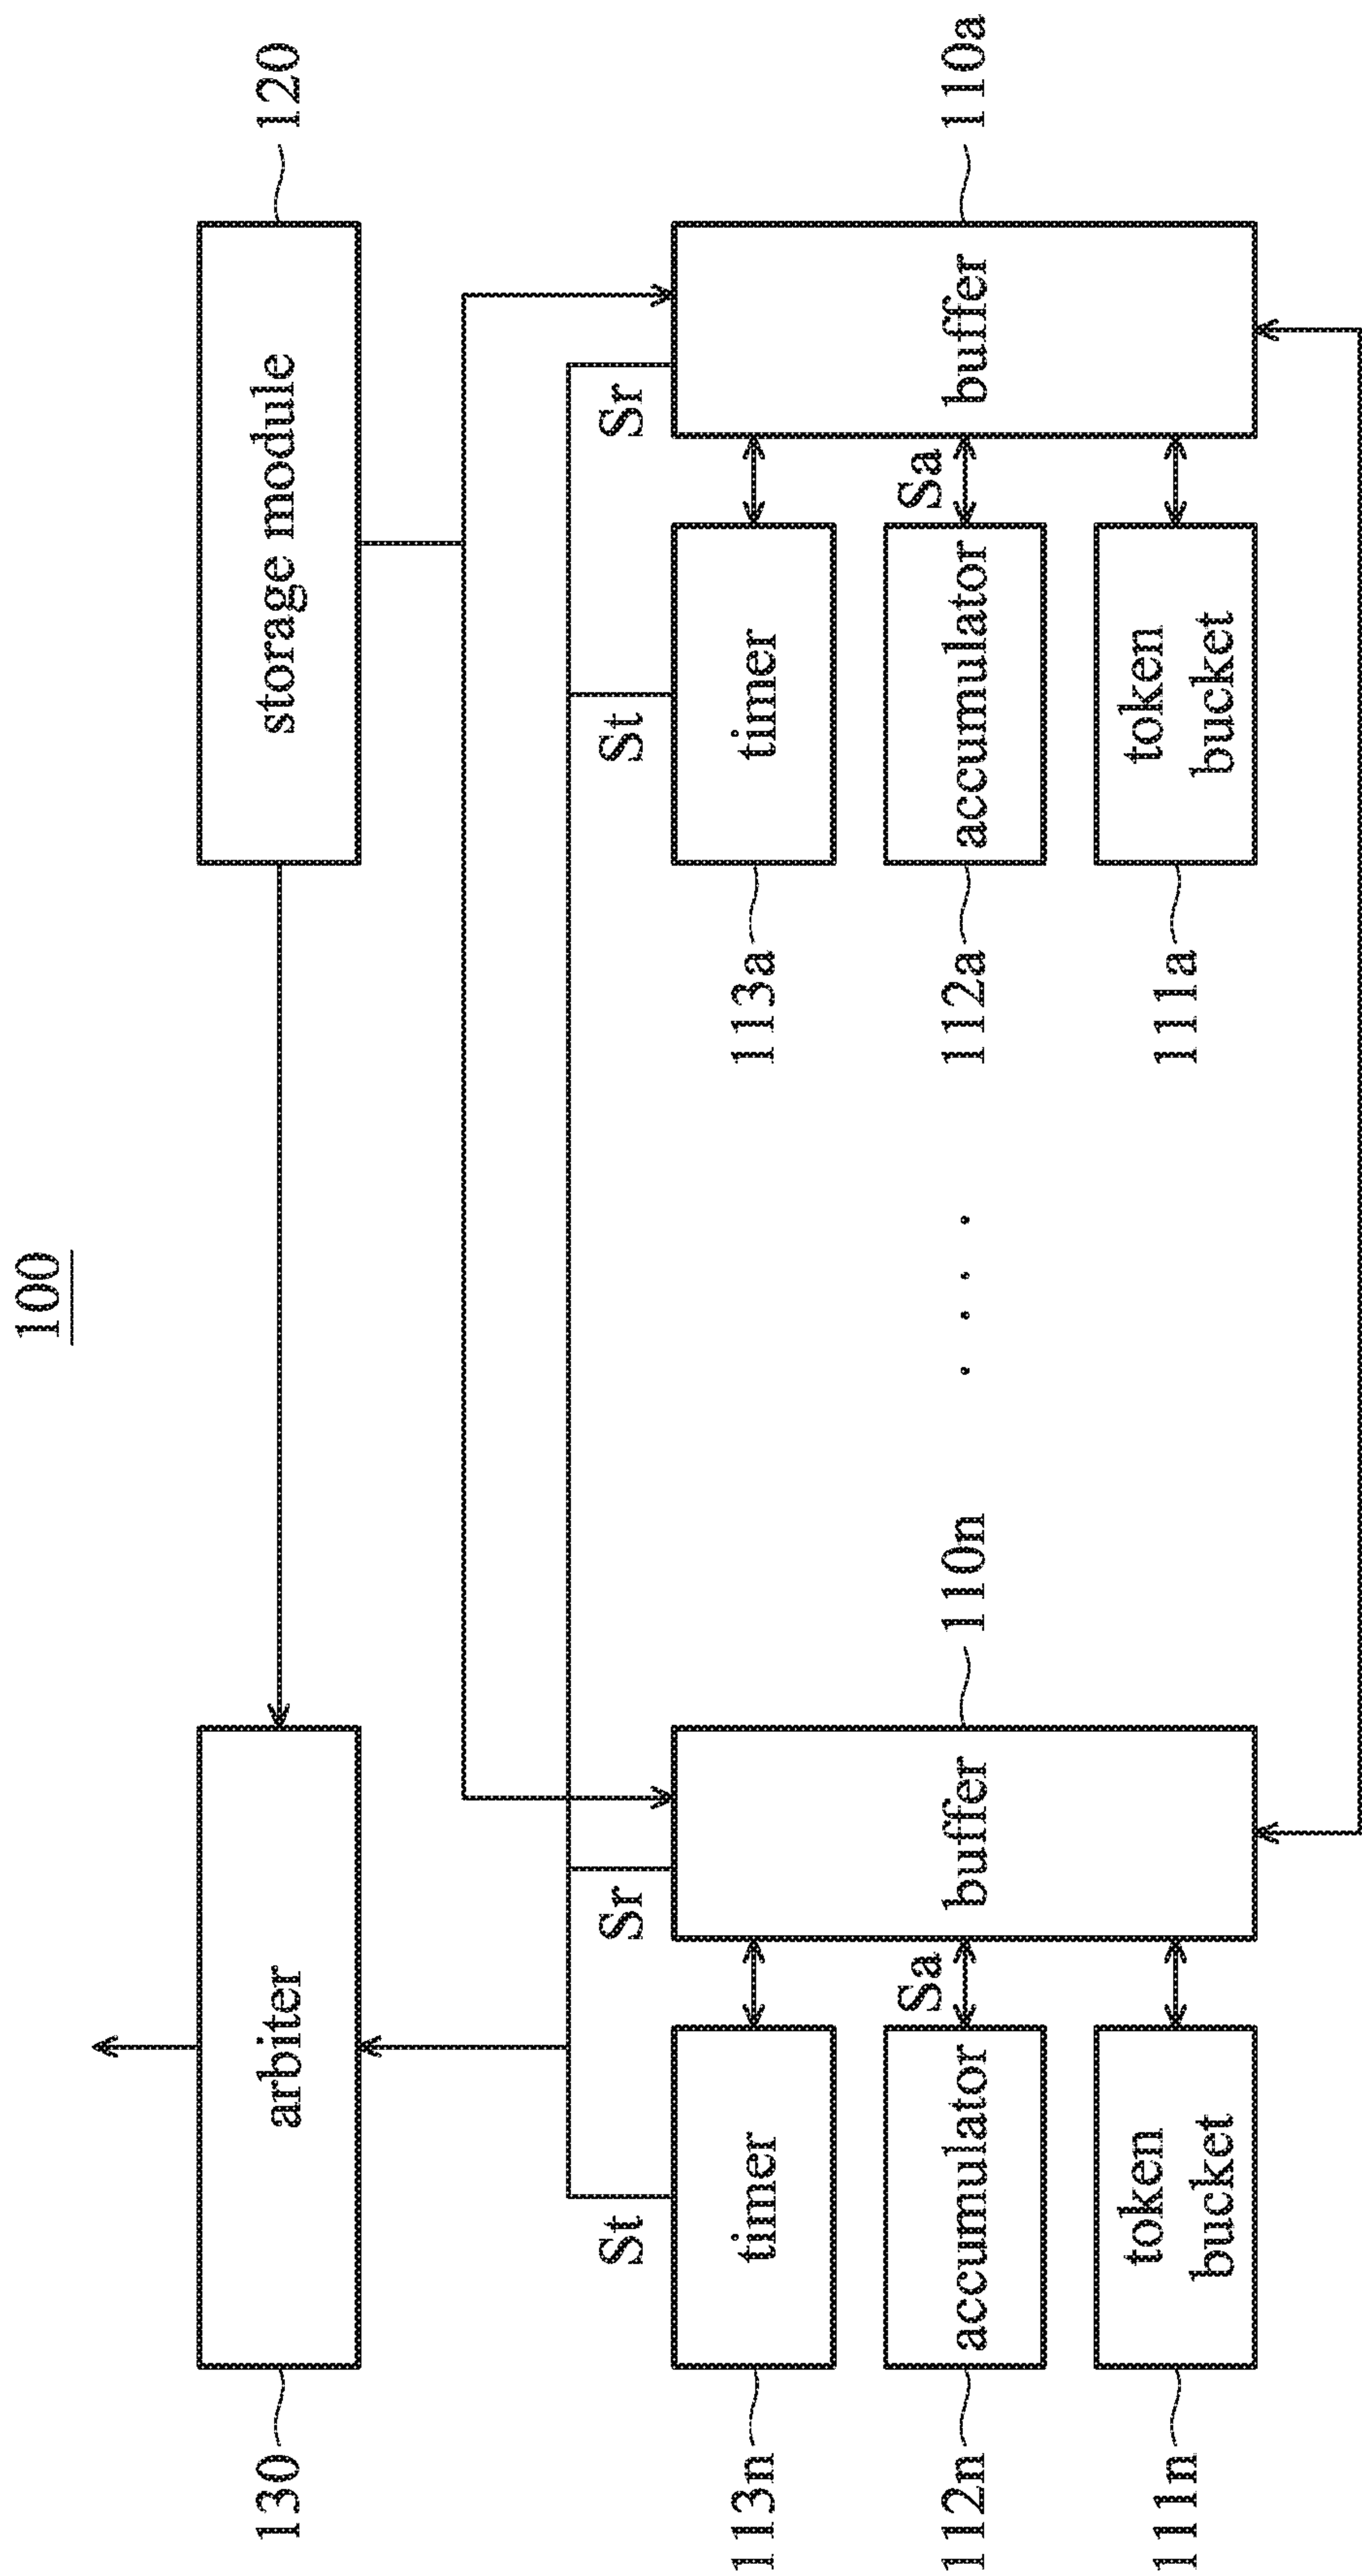 100
130
arbiter
storage module
120
St
Sr
St
Sr
113n
timer
113a
timer
112n
accumulator
Sa
buffer
110n
112a
accumulator
Sa
buffer
110a
111n
token
bucket
111a
token
bucket